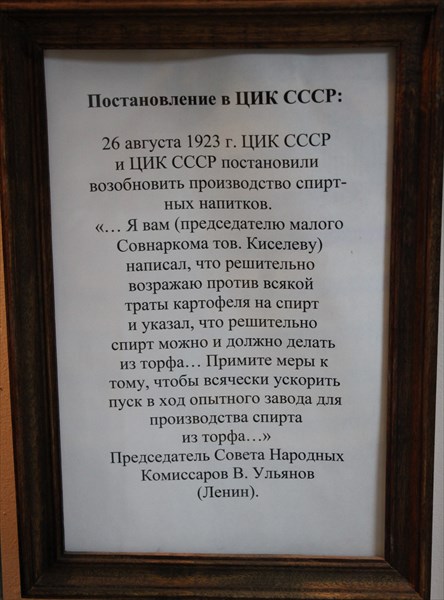 Постановление в ЦИК СССР:
26 августа 1923 г. ЦИК СССР
и ЦИК СССР постановили
возобновить производство спирт-
ных напитков.
«… Я вам (председателю малого
Совнаркома тов. Киселеву)
написал, что решительно
возражаю против всякой
траты картофеля на спирт
и указал, что решительно
спирт можно и должно делать
из торфа… Примите меры к
тому, чтобы всячески ускорить
пуск в ход опытного завода для
производства спирта
из торфа…»
Председатель Совета Народных
Комиссаров В. Ульянов
(Ленин).